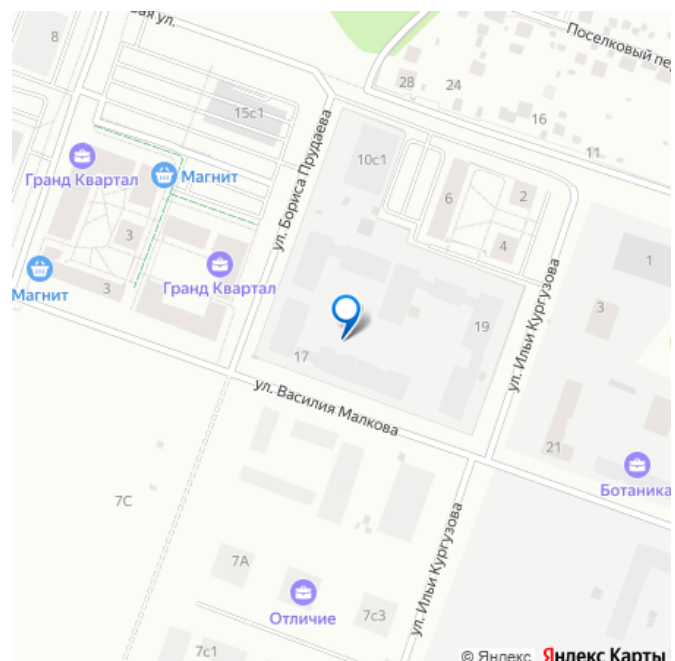 вая ул.
8
Поселковый пер
28
24
15с1
16
ул. Бориса Прудаева
10с1
11
Гранд Квартал
Магнит
6
2
3
4
1
Гранд Квартал
Магнит
3
3
19
ул. Ильи Кургузова
17
ул. Василия Малкова
21
Ботаника
7С
ул. Ильи Кургузова
7А
Отличие
7с3
7с1
© Яндекс Яндекс Карты